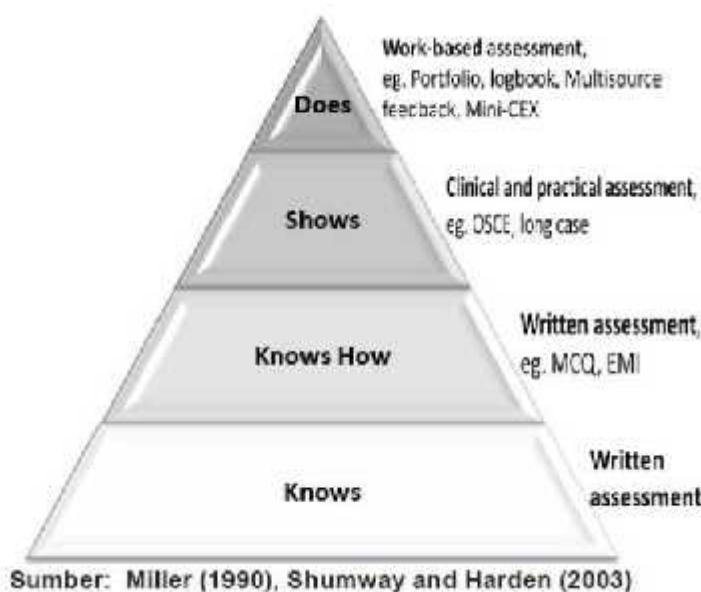 Work-based assessment,
eg. Portfolio, logbook, Multisource
feedback, Mini-CEX
Does
Clinical and practical assessment,
eg. OSCE, long case
Shows
Written assessment,
eg. MCQ, EMI
Knows How
Written
assessment
Knows
Sumber: Miller (1990), Shumway and Harden (2003)